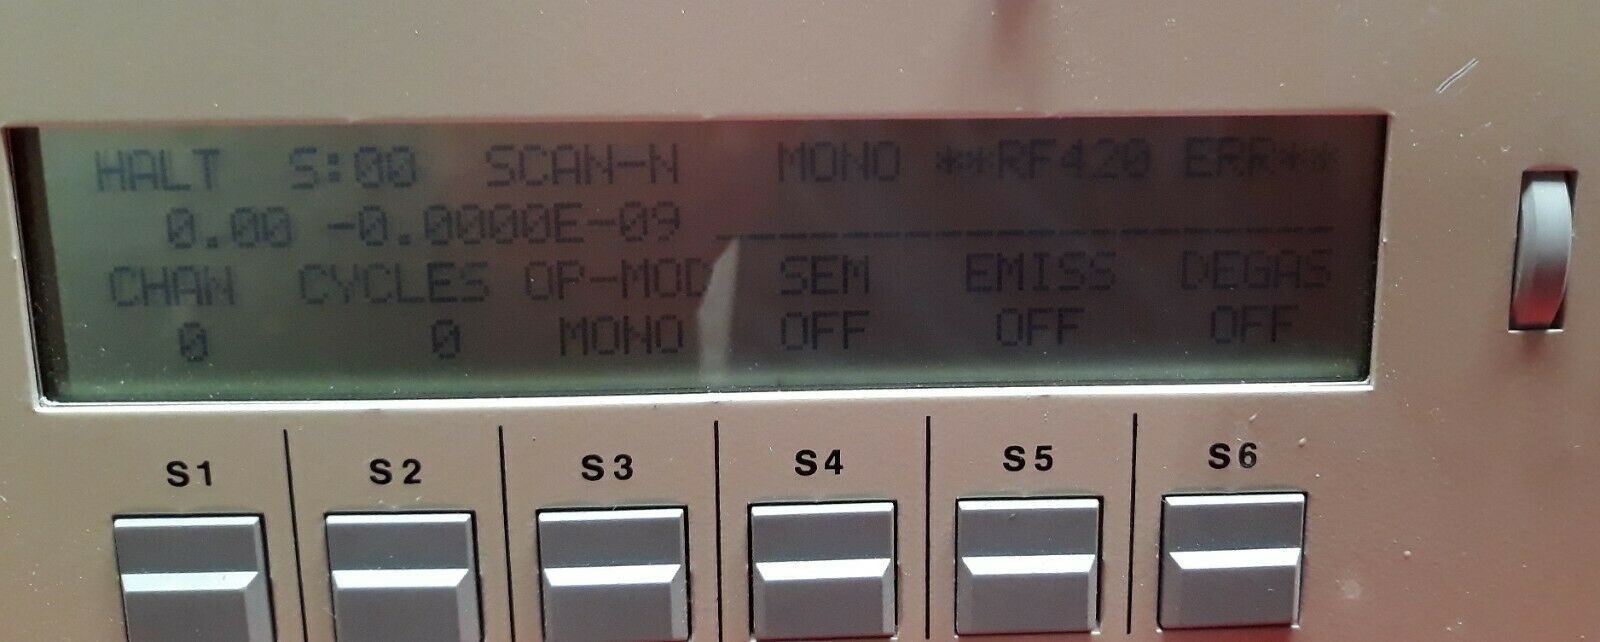 HALT S:00 SCAN-N MONO **RF420 ERR**
0.00 -0.0000E-09 ____________________
CHAN CYCLES OP-MOD SEM EMISS DEGAS
0 0 MONO OFF OFF OFF
S1 S2 S3 S4 S5 S6